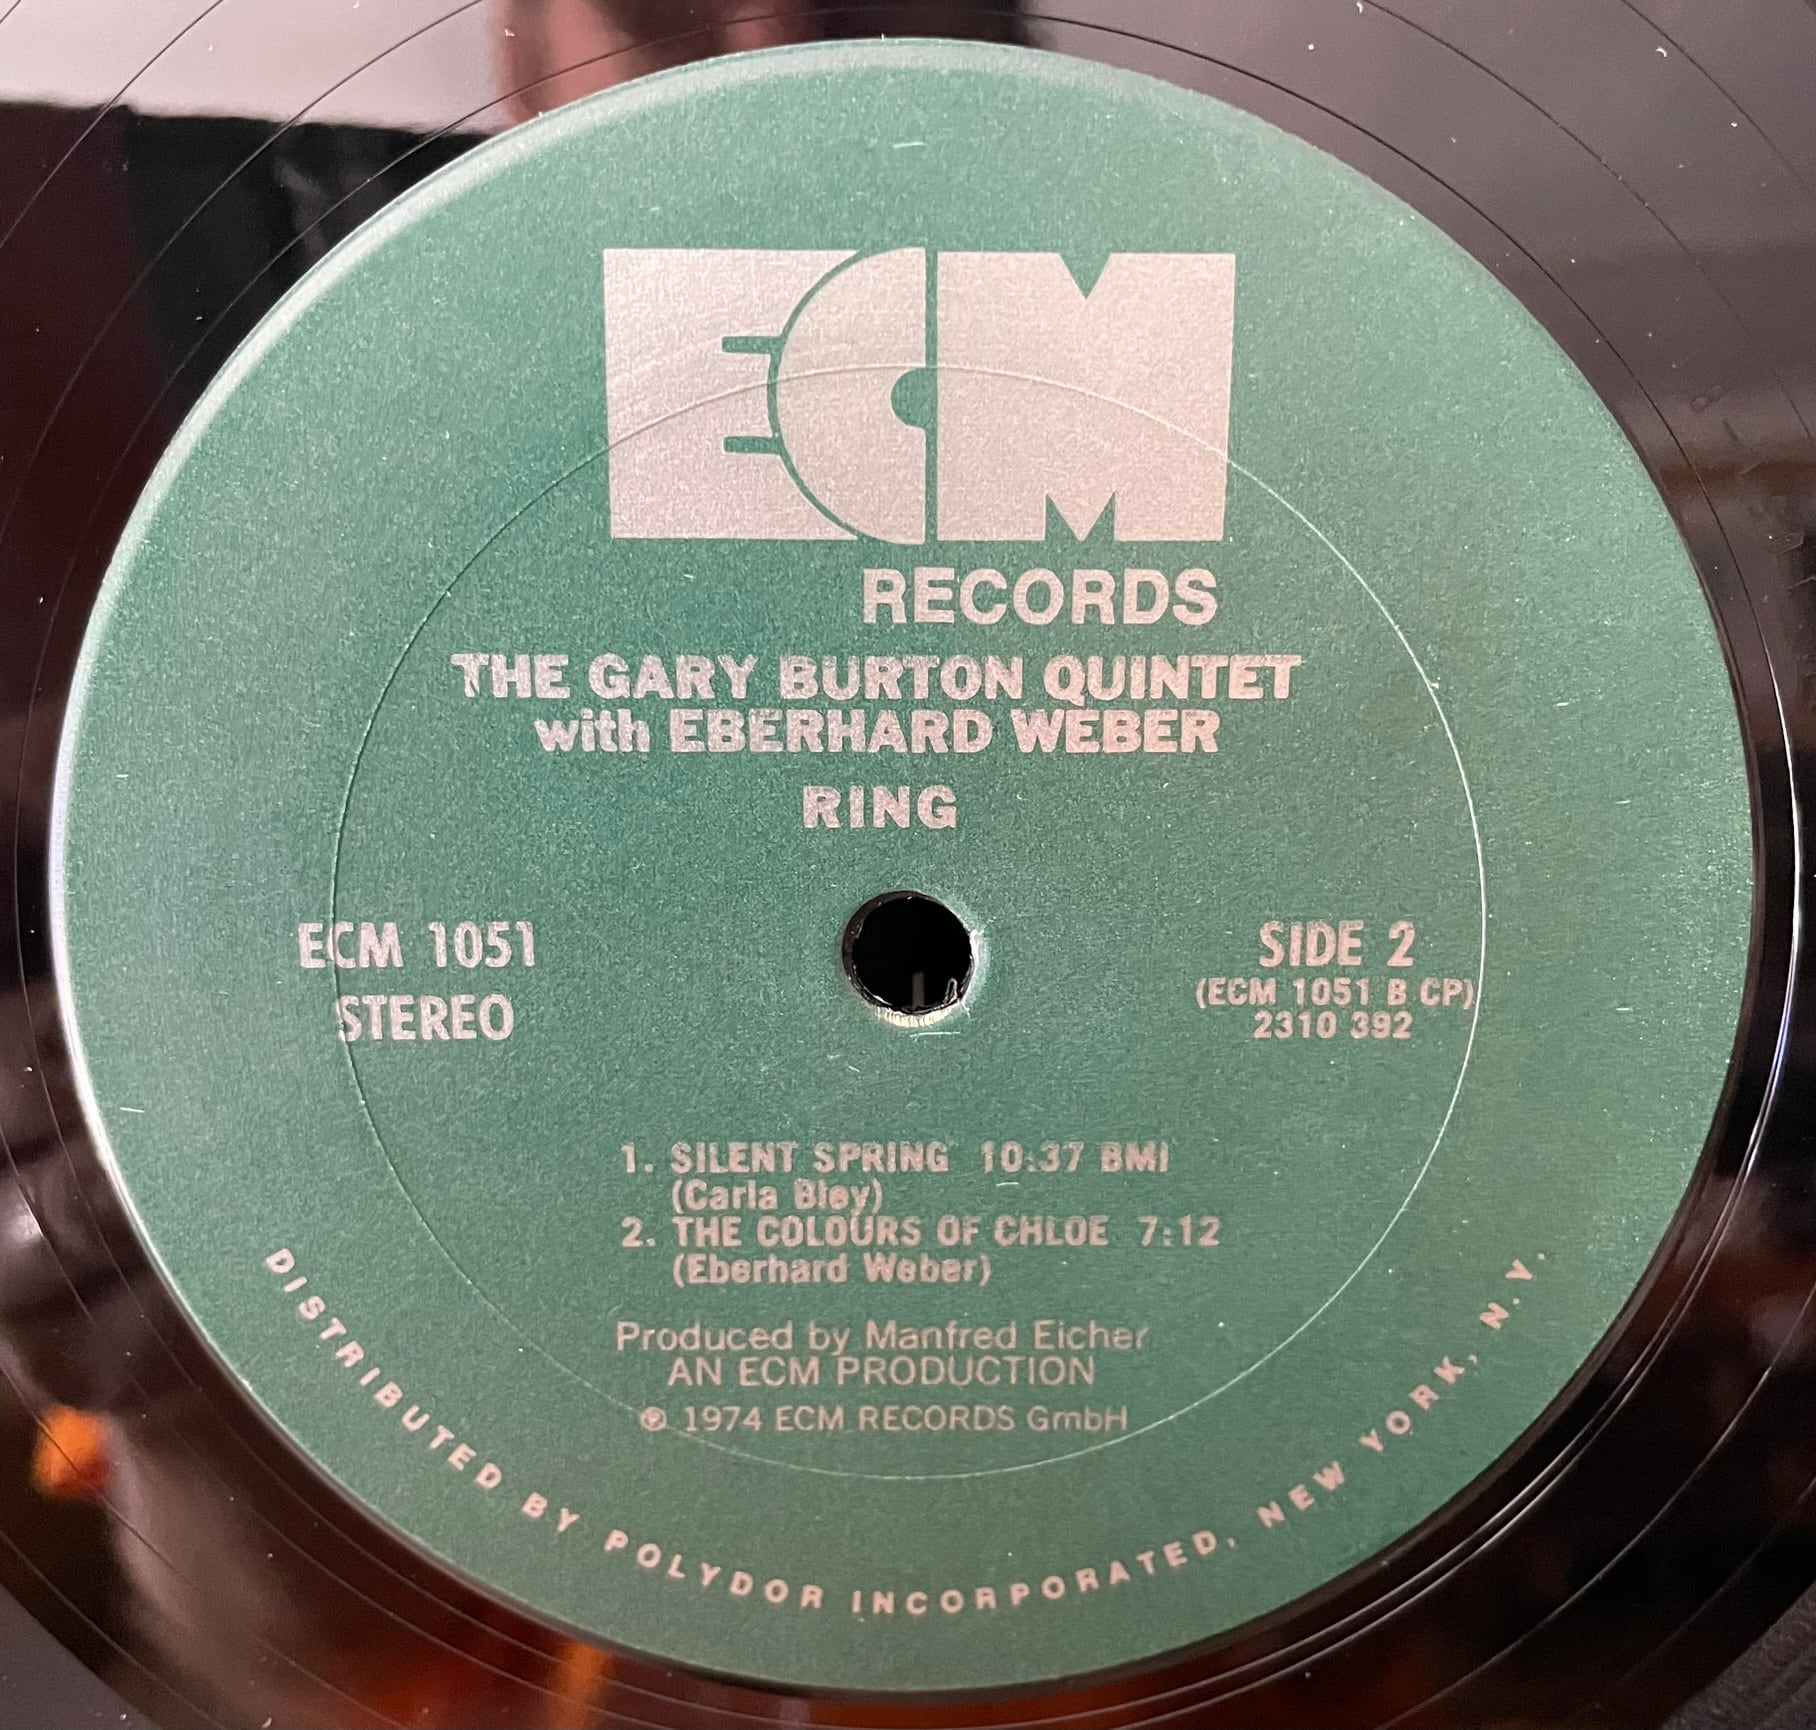 ECM
RECORDS
THE GARY BURTON QUINTET
with EBERHARD WEBER
RING
ECM 1051
STEREO
SIDE 2
(ECM 1051 B CP)
2310 392
1. SILENT SPRING 10:37 BMI
(Carla Bley)
2. THE COLOURS OF CHLOE 7:12
(Eberhard Weber)
Produced by Manfred Eicher
AN ECM PRODUCTION
℗ 1974 ECM RECORDS GmbH
DISTRIBUTED BY POLYDOR INCORPORATED, NEW YORK, N.Y.